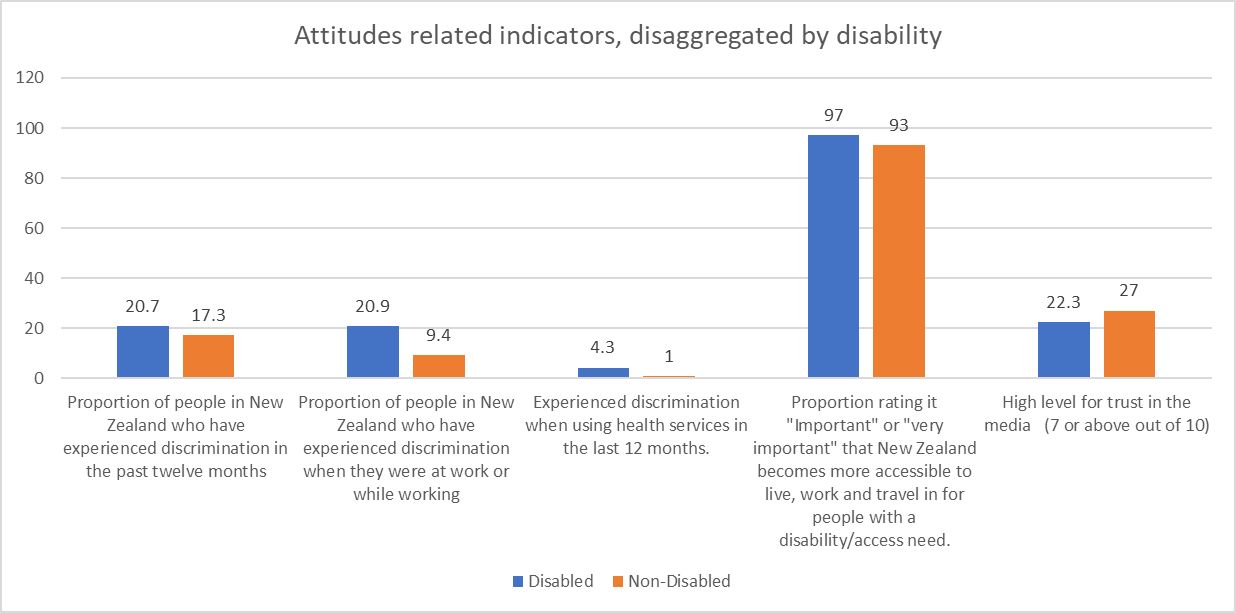 Attitudes related indicators, disaggregated by disability
120
100
80
60
40
20
0
20.7
17.3
20.9
9.4
4.3
1
97
93
22.3
27
Proportion of people in New
Zealand who have
experienced discrimination in
the past twelve months
Proportion of people in New
Zealand who have
experienced discrimination
when they were at work or
while working
Experienced discrimination
when using health services in
the last 12 months.
Proportion rating it
"Important" or "very
important" that New Zealand
becomes more accessible to
live, work and travel in for
people with a
disability/access need.
High level for trust in the
media   (7 or above out of 10)
Disabled
Non-Disabled